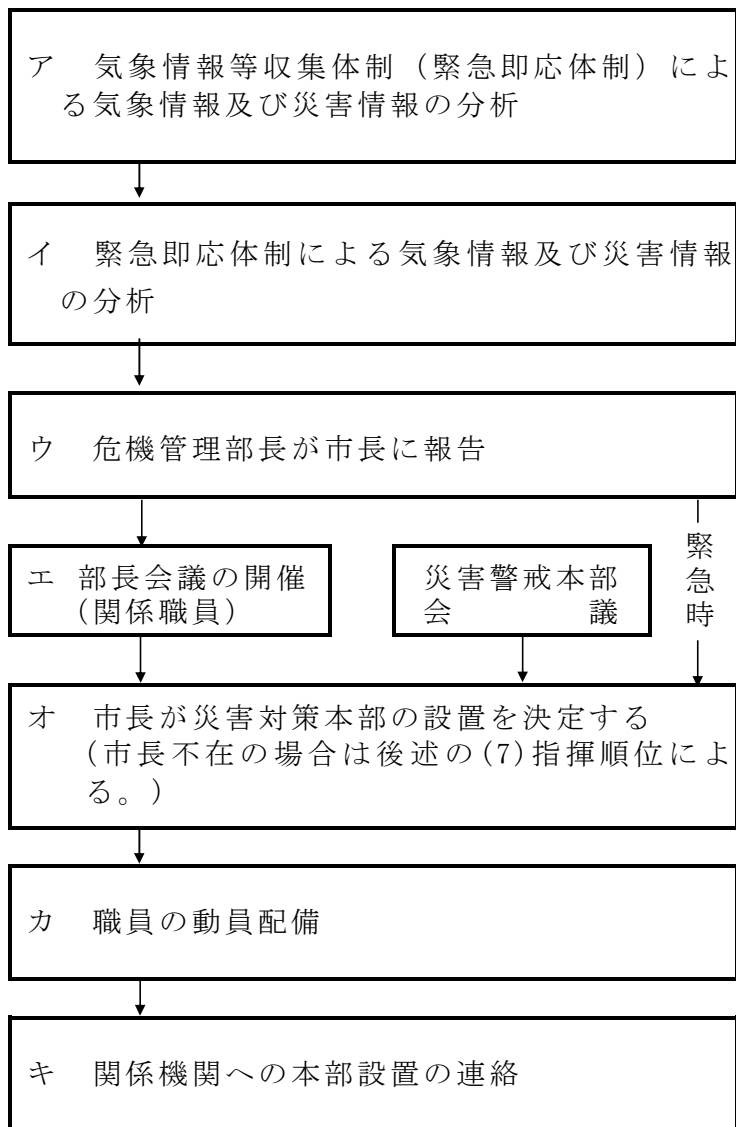 ア　気象情報等収集体制（緊急即応体制）によ
る気象情報及び災害情報の分析
イ　緊急即応体制による気象情報及び災害情報
の分析
ウ　危機管理部長が市長に報告
エ　部長会議の開催
（関係職員）
災害警戒本部
会　　　議
緊急時
オ　市長が災害対策本部の設置を決定する
（市長不在の場合は後述の(7)指揮順位によ
る。）
カ　職員の動員配備
キ　関係機関への本部設置の連絡